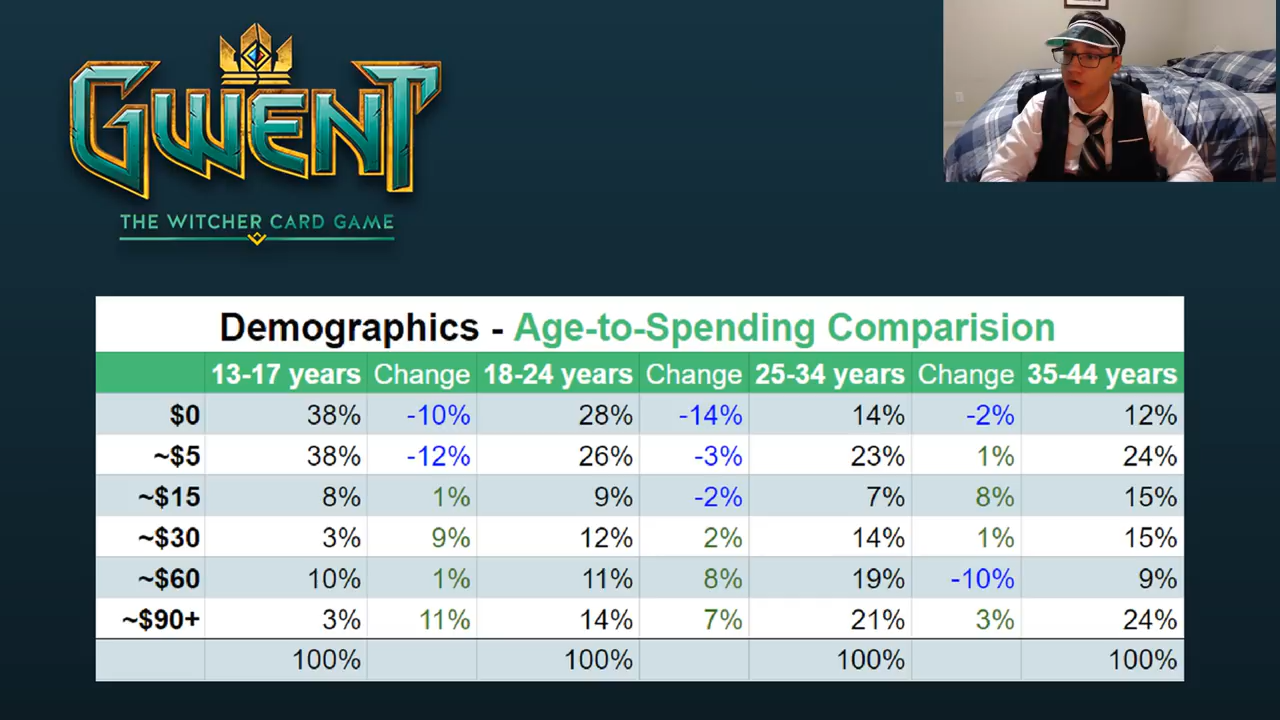 GWENT
THE WITCHER CARD GAME
Demographics - Age-to-Spending Comparision
13-17 years Change 18-24 years Change 25-34 years Change 35-44 years
$0 38% -10% 28% -14% 14% -2% 12%
~$5 38% -12% 26% -3% 23% 1% 24%
~$15 8% 1% 9% -2% 7% 8% 15%
~$30 3% 9% 12% 2% 14% 1% 15%
~$60 10% 1% 11% 8% 19% -10% 9%
~$90+ 3% 11% 14% 7% 21% 3% 24%
100% 100% 100% 100%